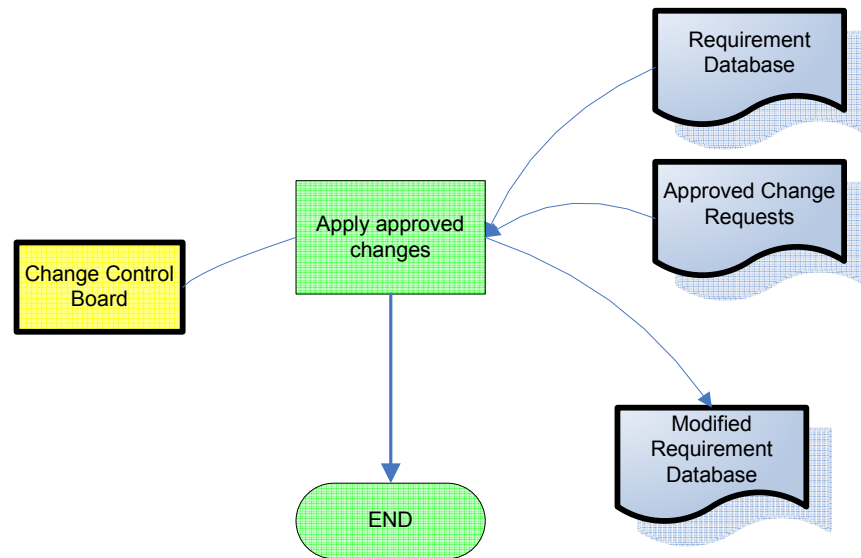 Requirement
Database
Approved Change
Requests
Apply approved
changes
Change Control
Board
Modified
Requirement
Database
END